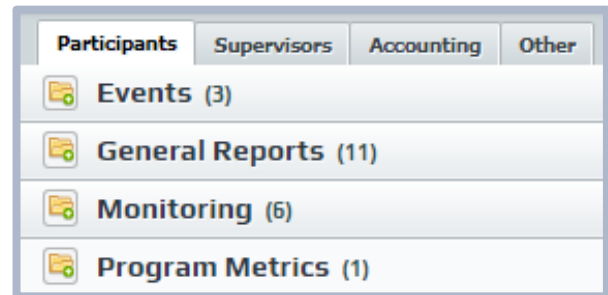 Participants Supervisors Accounting Other
Events (3)
General Reports (11)
Monitoring (6)
Program Metrics (1)